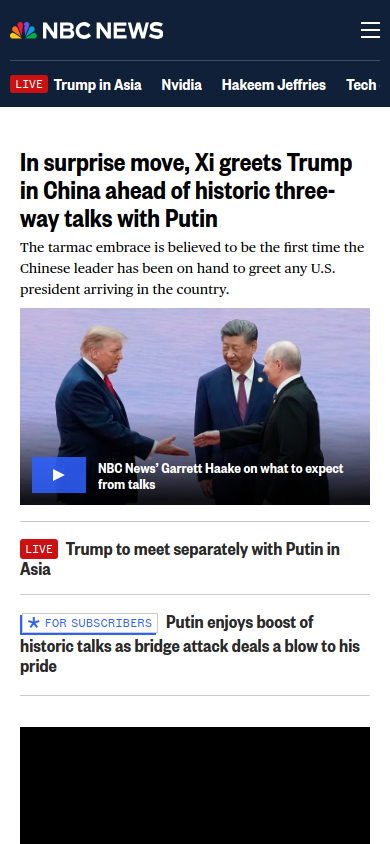 NBC NEWS
LIVE Trump in Asia Nvidia Hakeem Jeffries Tech
In surprise move, Xi greets Trump
in China ahead of historic three-
way talks with Putin
The tarmac embrace is believed to be the first time the
Chinese leader has been on hand to greet any U.S.
president arriving in the country.
NBC News’ Garrett Haake on what to expect
from talks
LIVE Trump to meet separately with Putin in
Asia
FOR SUBSCRIBERS Putin enjoys boost of
historic talks as bridge attack deals a blow to his
pride